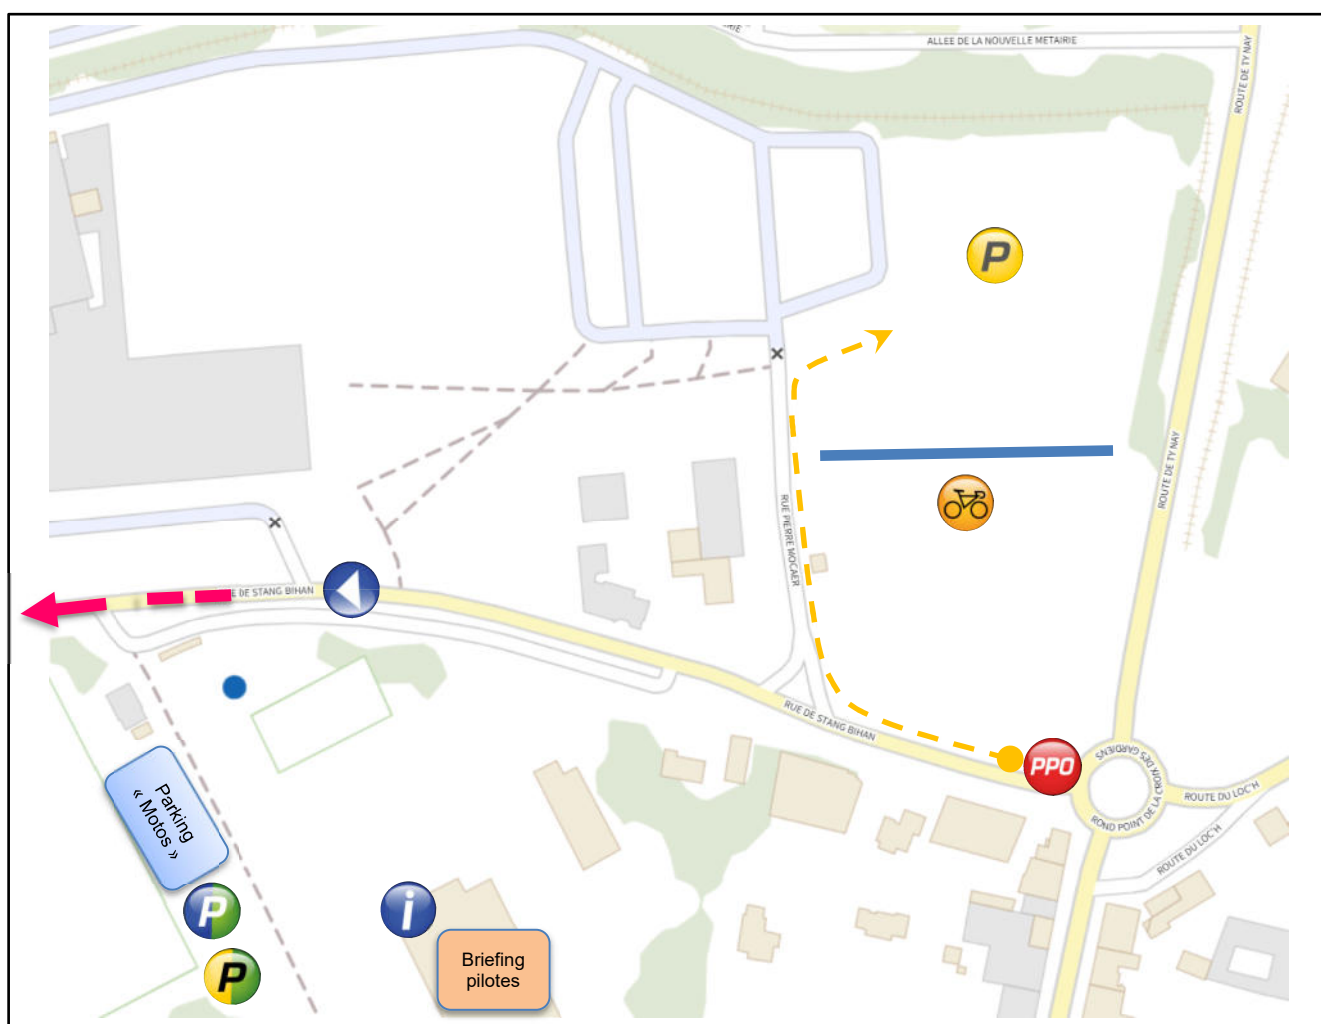 RIE
ALLEE DE LA NOUVELLE METAIRIE
ROUTE DE TY NAY
P
ROUTE DE TY NAY
RUE PIERRE MOCAER
E DE STANG BIHAN
RUE DE STANG BIHAN
PPO
ROND POINT DE LA CROIX DES GARDIENS
ROUTE DU LOC'H
ROUTE DU LOC'H
Parking
« Motos »
P
i
P
Briefing
pilotes